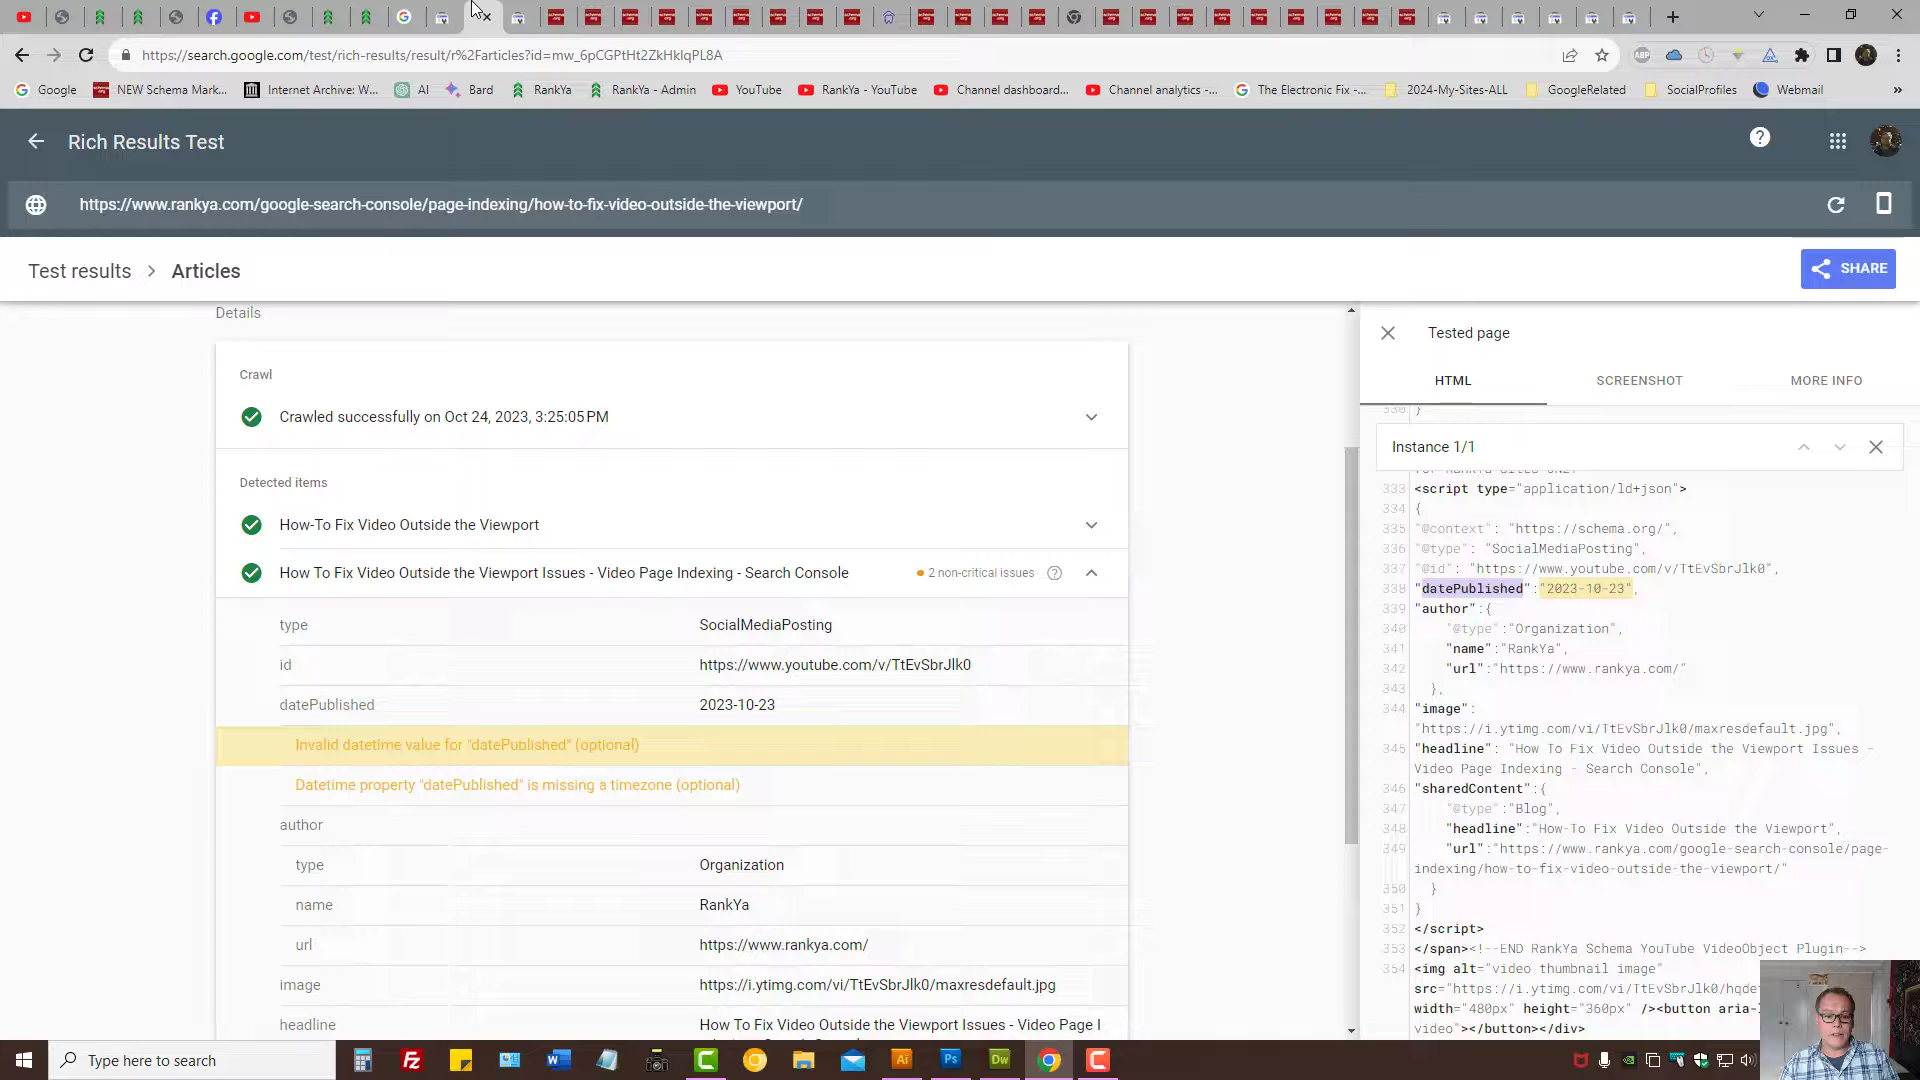 https://search.google.com/test/rich-results/result/r%2Farticles?id=mw_6pCGPtHt2ZkHklqPL8A
Google
NEW Schema Mark...
Internet Archive: W...
AI
Bard
RankYa
RankYa - Admin
YouTube
RankYa - YouTube
Channel dashboard...
Channel analytics -...
The Electronic Fix -...
2024-My-Sites-ALL
GoogleRelated
SocialProfiles
Webmail
»
Rich Results Test
https://www.rankya.com/google-search-console/page-indexing/how-to-fix-video-outside-the-viewport/
Test results > Articles
SHARE
Details
Crawl
Crawled successfully on Oct 24, 2023, 3:25:05 PM
Detected items
How-To Fix Video Outside the Viewport
How To Fix Video Outside the Viewport Issues - Video Page Indexing - Search Console
2 non-critical issues
type SocialMediaPosting
id https://www.youtube.com/v/TtEvSbrJlk0
datePublished 2023-10-23
Invalid datetime value for "datePublished" (optional)
Datetime property "datePublished" is missing a timezone (optional)
author
type Organization
name RankYa
url https://www.rankya.com/
image https://i.ytimg.com/vi/TtEvSbrJlk0/maxresdefault.jpg
headline How To Fix Video Outside the Viewport Issues - Video Page I
Tested page
HTML
SCREENSHOT
MORE INFO
330 }
Instance 1/1
333 <script type="application/ld+json">
334 {
335 "@context": "https://schema.org/",
336 "@type": "SocialMediaPosting",
337 "@id": "https://www.youtube.com/v/TtEvSbrJlk0",
338 "datePublished":"2023-10-23",
339 "author":{
340 "@type":"Organization",
341 "name":"RankYa",
342 "url":"https://www.rankya.com/"
343 },
344 "image":
"https://i.ytimg.com/vi/TtEvSbrJlk0/maxresdefault.jpg",
345 "headline": "How To Fix Video Outside the Viewport Issues -
Video Page Indexing - Search Console",
346 "sharedContent":{
347 "@type":"Blog",
348 "headline":"How-To Fix Video Outside the Viewport",
349 "url":"https://www.rankya.com/google-search-console/page-
indexing/how-to-fix-video-outside-the-viewport/"
350 }
351 }
352 </script>
353 </span><!--END RankYa Schema YouTube VideoObject Plugin-->
354 <img alt="video thumbnail image"
src="https://i.ytimg.com/vi/TtEvSbrJlk0/hqde
width="480px" height="360px" /><button aria-
video"></button></div>
Type here to search